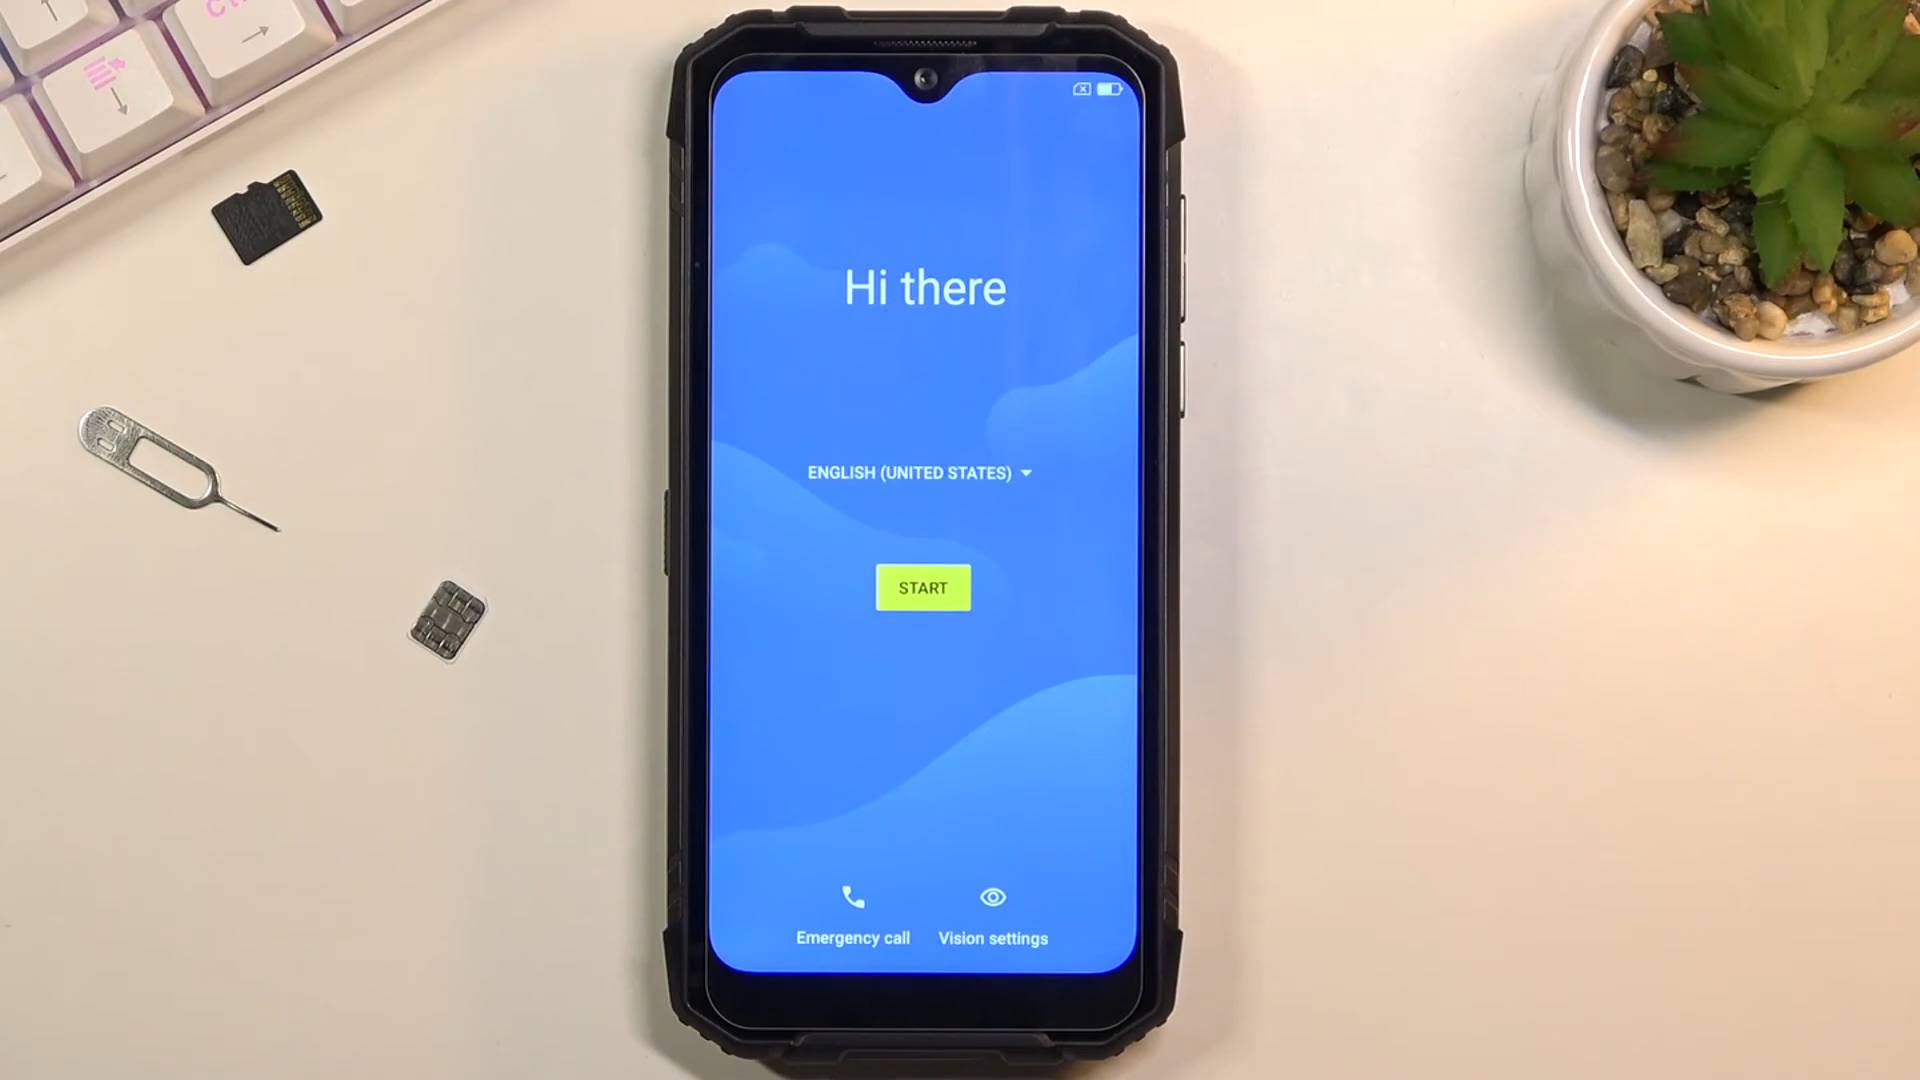 Hi there
ENGLISH (UNITED STATES)
START
Emergency call
Vision settings